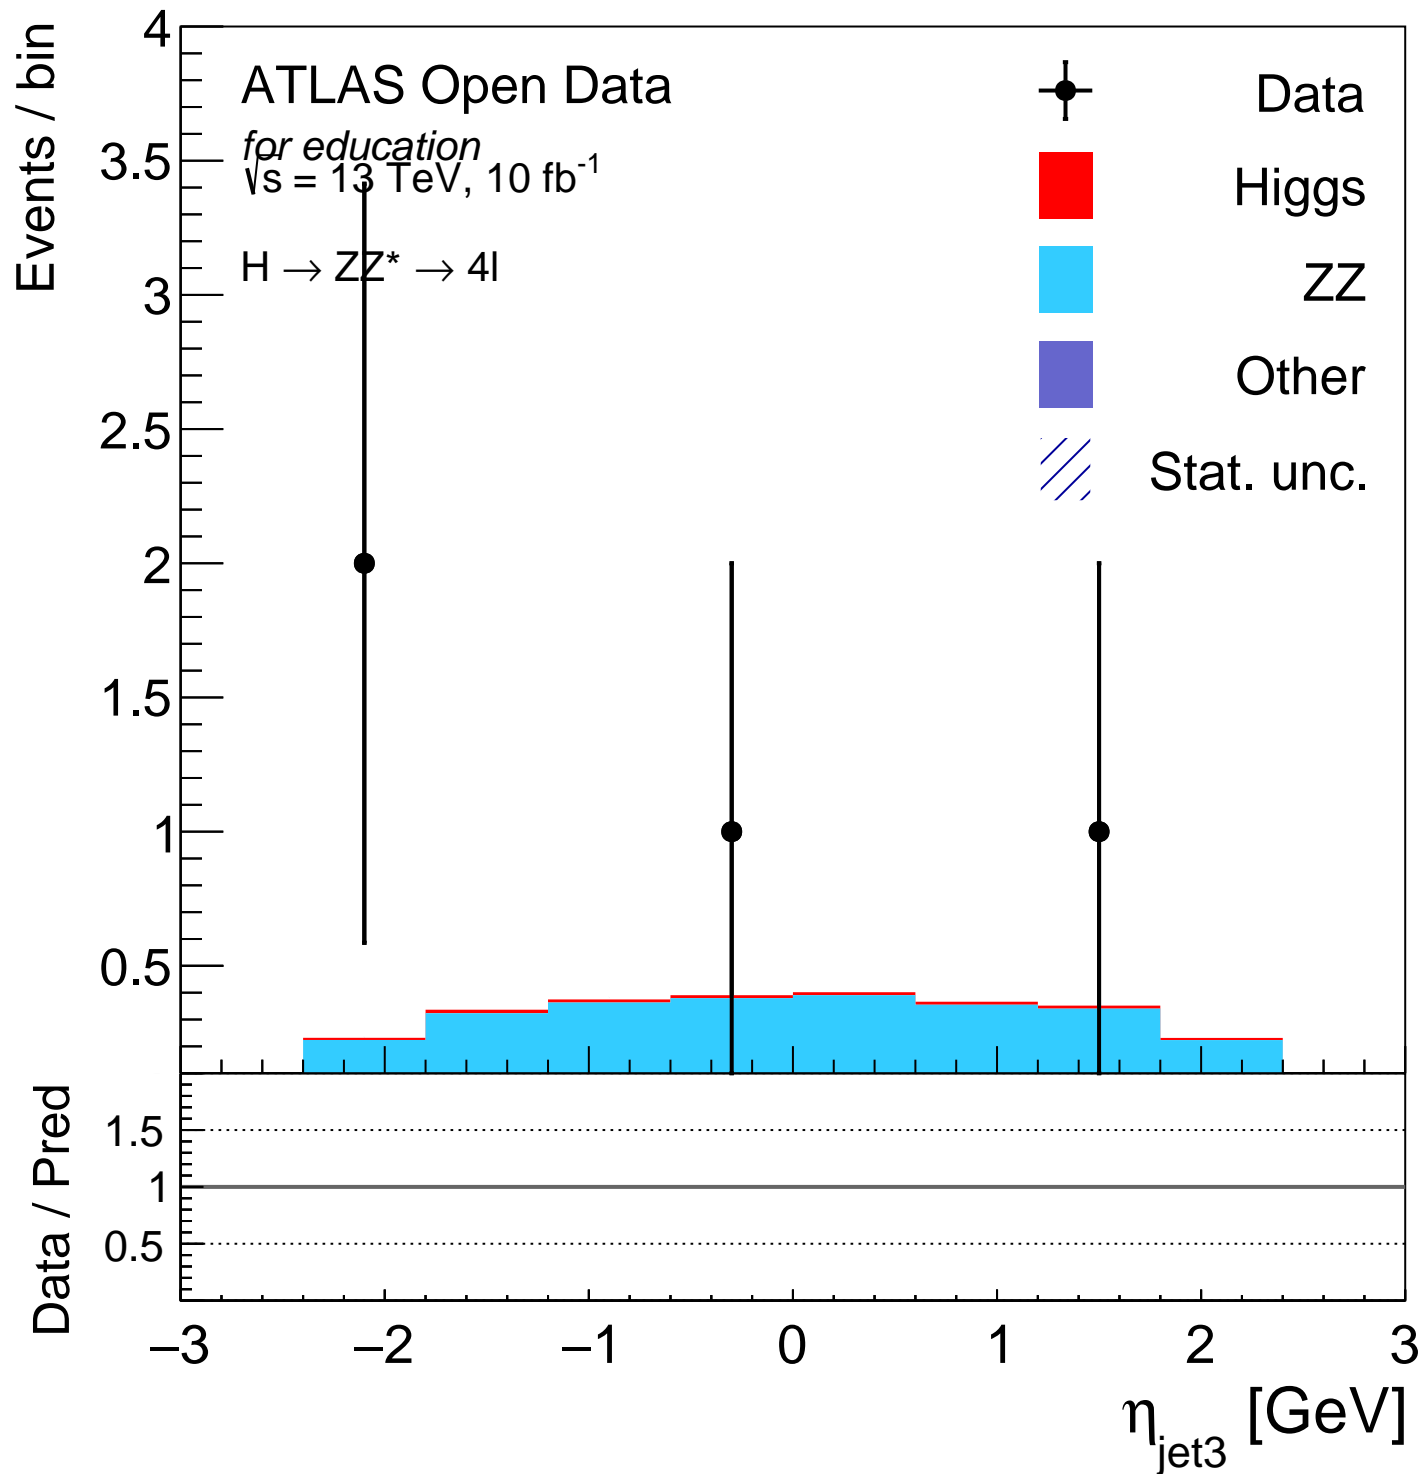 Events / bin
4
3.5
3
2.5
2
1.5
1
0.5
ATLAS Open Data
for education
√s = 13 TeV, 10 fb⁻¹
H → ZZ* → 4l
Data
Higgs
ZZ
Other
Stat. unc.
Data / Pred
1.5
1
0.5
−3 −2 −1 0 1 2 3
η_jet3 [GeV]